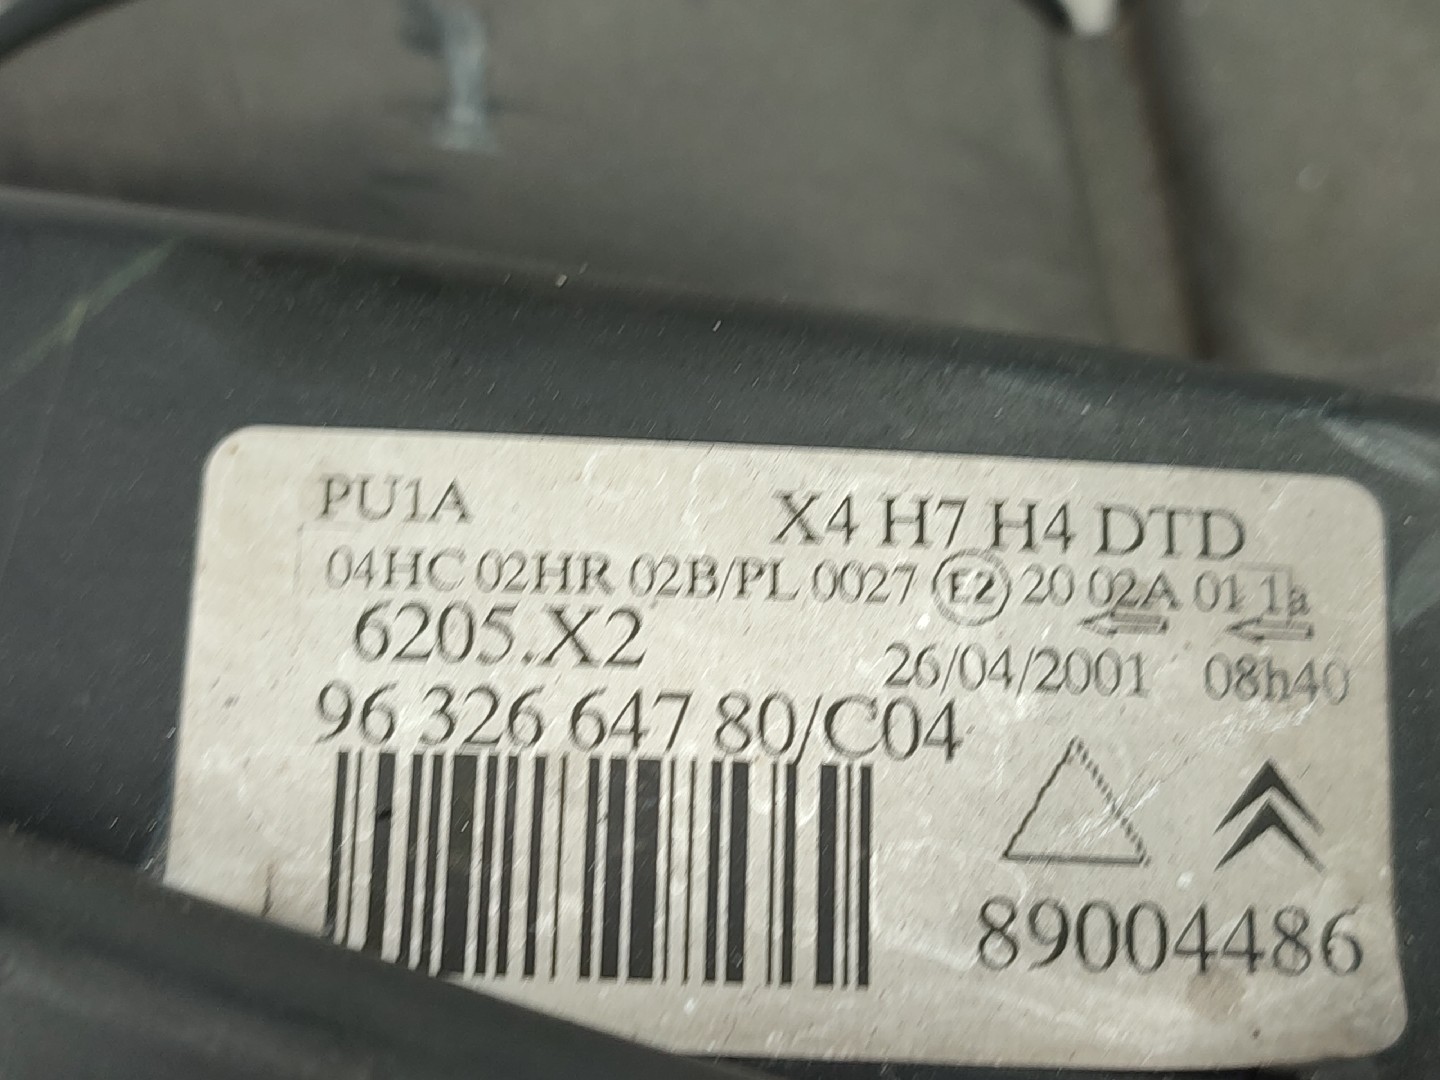 PU1A X4 H7 H4 DTD
04HC 02HR 02B/PL 0027 E2 20 02A 01 1a
6205.X2 26/04/2001 08h40
96 326 647 80/C04
89004486